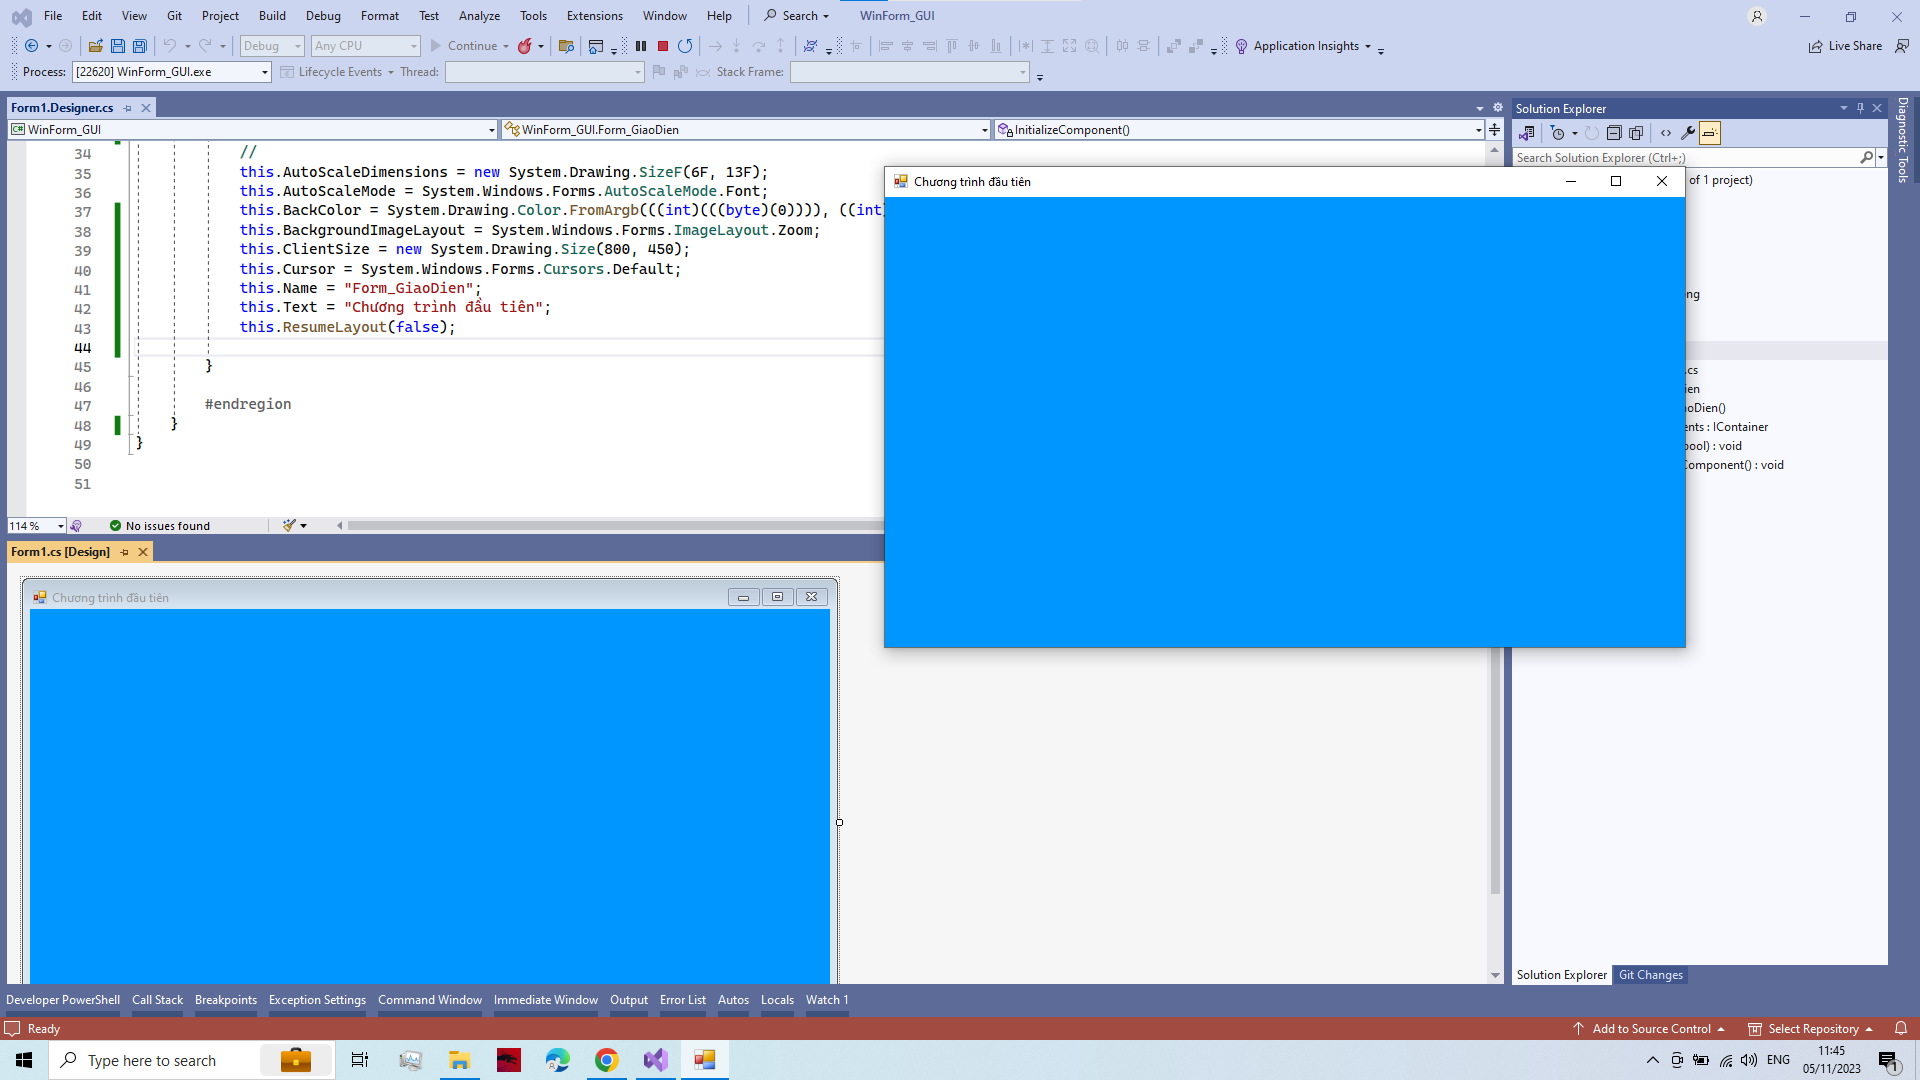 File Edit View Git Project Build Debug Format Test Analyze Tools Extensions Window Help Search WinForm_GUI
Debug Any CPU Continue Application Insights Live Share
Process: [22620] WinForm_GUI.exe Lifecycle Events Thread: Stack Frame:
Form1.Designer.cs
WinForm_GUI WinForm_GUI.Form_GiaoDien InitializeComponent()
34 //
35 this.AutoScaleDimensions = new System.Drawing.SizeF(6F, 13F);
36 this.AutoScaleMode = System.Windows.Forms.AutoScaleMode.Font;
37 this.BackColor = System.Drawing.Color.FromArgb(((int)(((byte)(0)))), ((int)
38 this.BackgroundImageLayout = System.Windows.Forms.ImageLayout.Zoom;
39 this.ClientSize = new System.Drawing.Size(800, 450);
40 this.Cursor = System.Windows.Forms.Cursors.Default;
41 this.Name = "Form_GiaoDien";
42 this.Text = "Chương trình đầu tiên";
43 this.ResumeLayout(false);
44
45 }
46
47 #endregion
48 }
49 }
50
51
114 % No issues found
Form1.cs [Design]
Chương trình đầu tiên
Chương trình đầu tiên
Solution Explorer
Search Solution Explorer (Ctrl+;)
of 1 project)
ng
.cs
ien
oDien()
ents : IContainer
bool) : void
Component() : void
Solution Explorer Git Changes
Diagnostic Tools
Developer PowerShell Call Stack Breakpoints Exception Settings Command Window Immediate Window Output Error List Autos Locals Watch 1
Ready Add to Source Control Select Repository
Type here to search ENG 11:45
05/11/2023 1